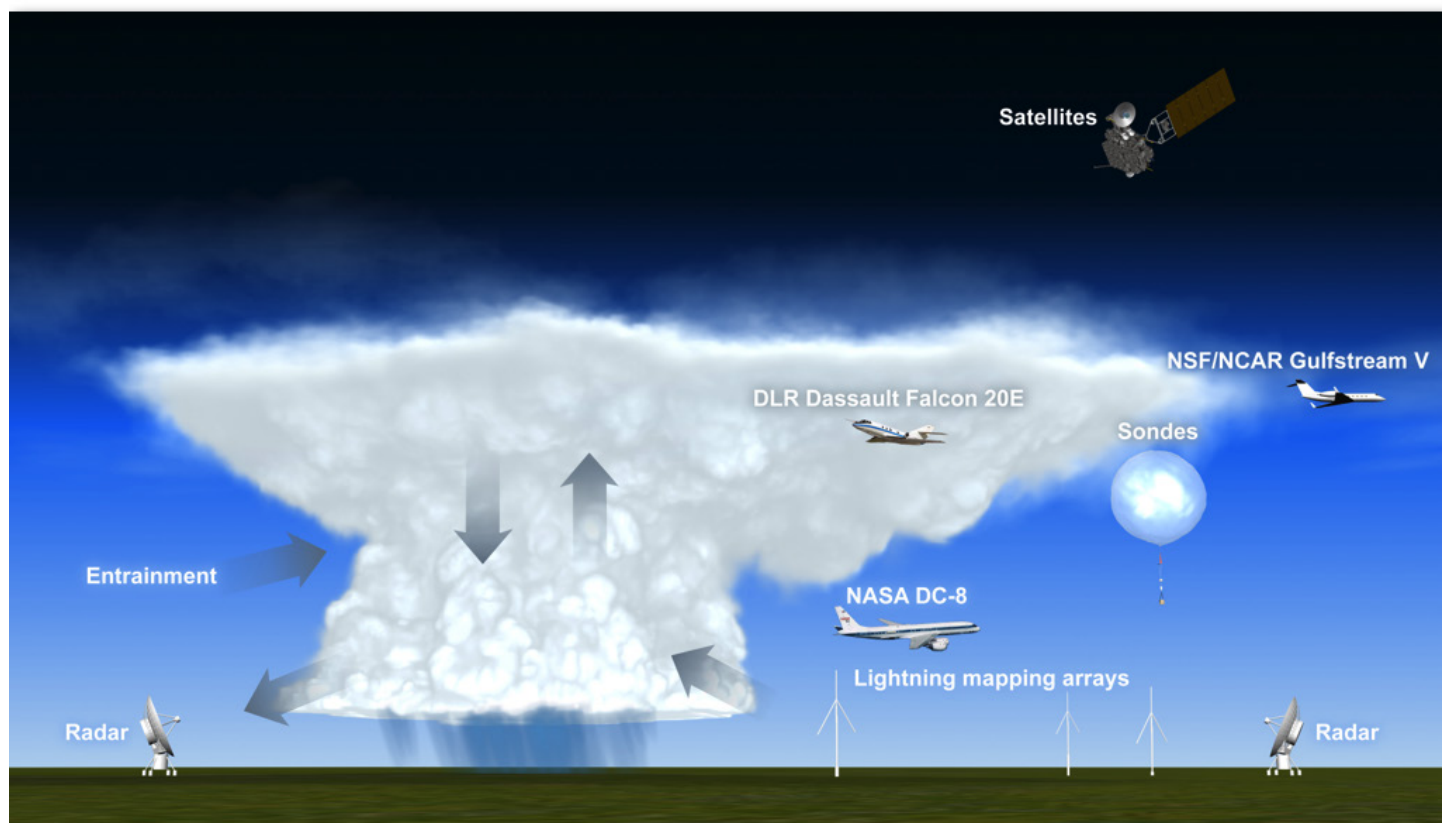 Satellites
NSF/NCAR Gulfstream V
DLR Dassault Falcon 20E
Sondes
Entrainment
NASA DC-8
Lightning mapping arrays
Radar
Radar